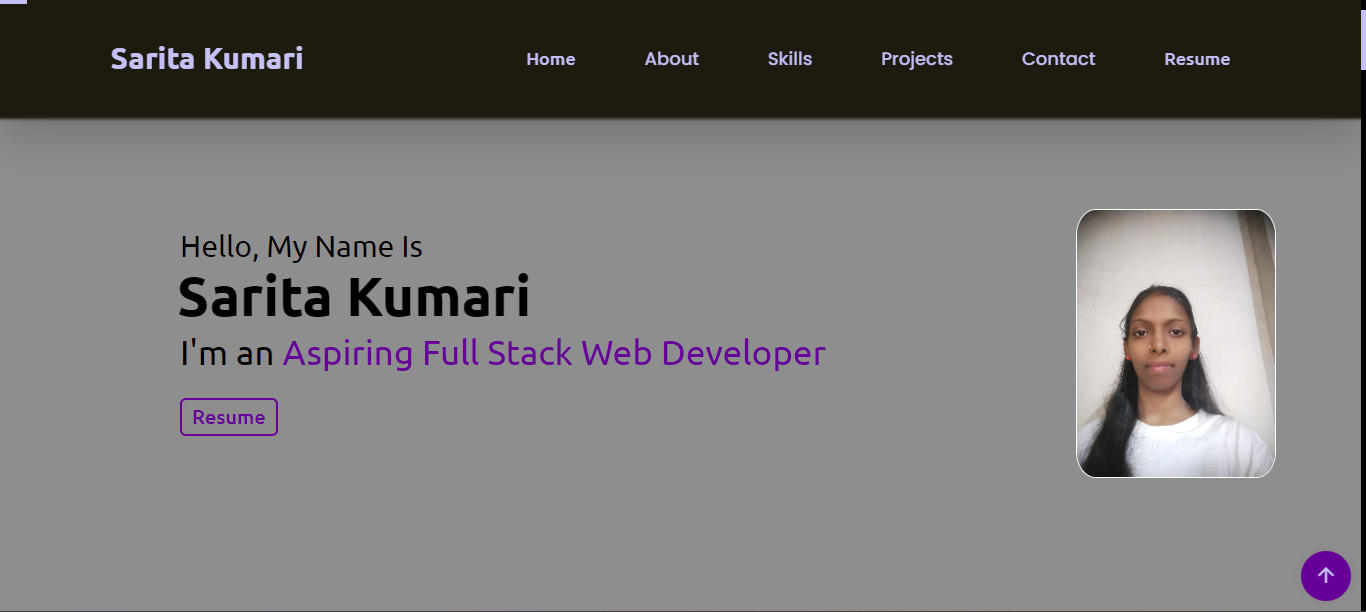 Sarita Kumari Home About Skills Projects Contact Resume
Hello, My Name Is
Sarita Kumari
I'm an Aspiring Full Stack Web Developer
Resume